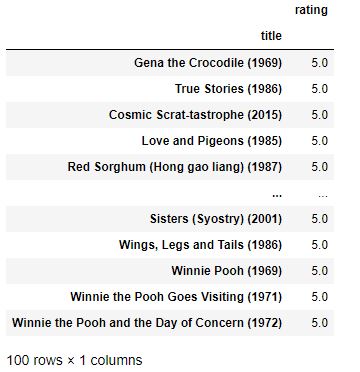 rating
title
Gena the Crocodile (1969) 5.0
True Stories (1986) 5.0
Cosmic Scrat-tastrophe (2015) 5.0
Love and Pigeons (1985) 5.0
Red Sorghum (Hong gao liang) (1987) 5.0
... ...
Sisters (Syostry) (2001) 5.0
Wings, Legs and Tails (1986) 5.0
Winnie Pooh (1969) 5.0
Winnie the Pooh Goes Visiting (1971) 5.0
Winnie the Pooh and the Day of Concern (1972) 5.0
100 rows × 1 columns